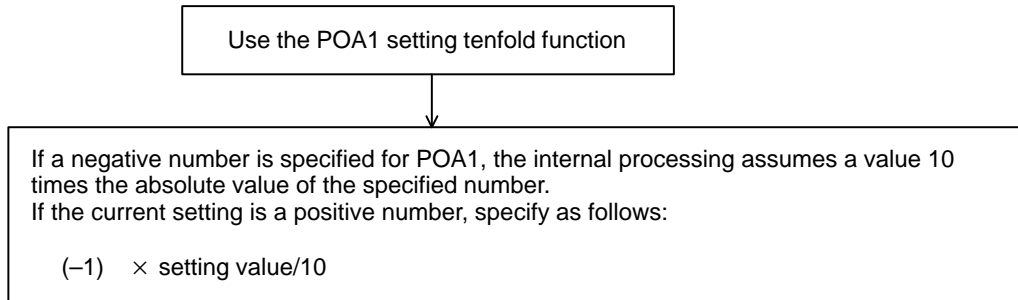 Use the POA1 setting tenfold function
If a negative number is specified for POA1, the internal processing assumes a value 10
times the absolute value of the specified number.
If the current setting is a positive number, specify as follows:
(–1) × setting value/10